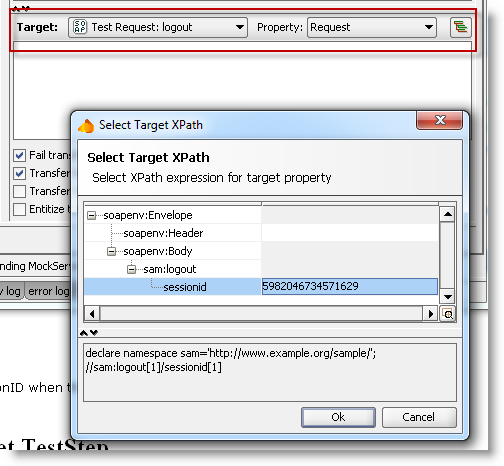 Target: SOAP Test Request: logout Property: Request
Select Target XPath
Select Target XPath
Select XPath expression for target property
Fail trans
Transfer
Transfer
Entitize t
soapenv:Envelope
soapenv:Header
soapenv:Body
sam:logout
sessionid 5982046734571629
nding MockServ
v log error log
declare namespace sam='http://www.example.org/sample/';
//sam:logout[1]/sessionid[1]
onID when t
Ok Cancel
et TestStep